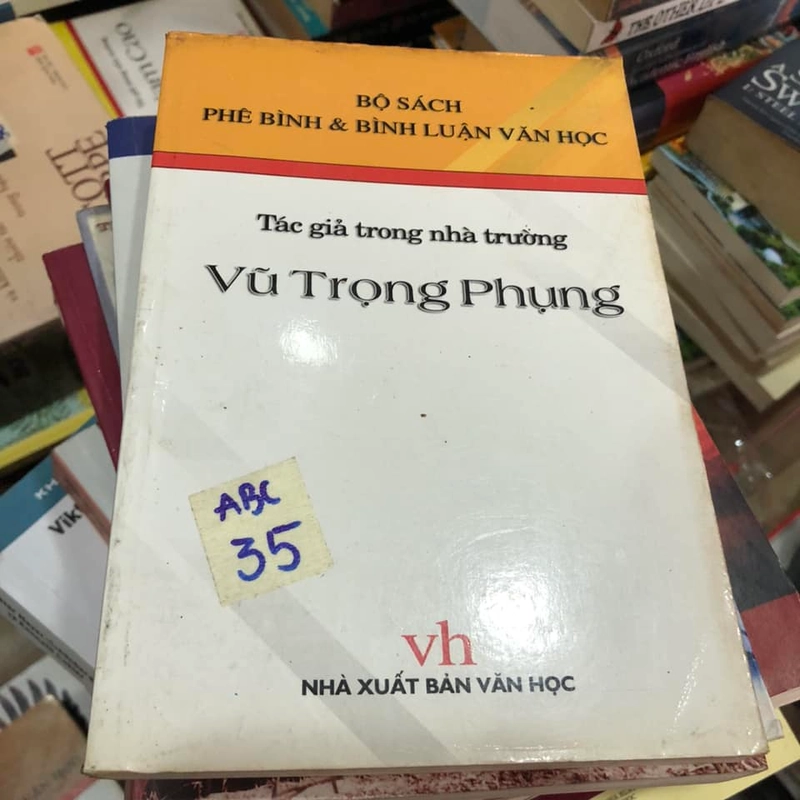 BỘ SÁCH
PHÊ BÌNH & BÌNH LUẬN VĂN HỌC
Tác giả trong nhà trường
Vũ Trọng Phụng
ABC
35
vh
NHÀ XUẤT BẢN VĂN HỌC